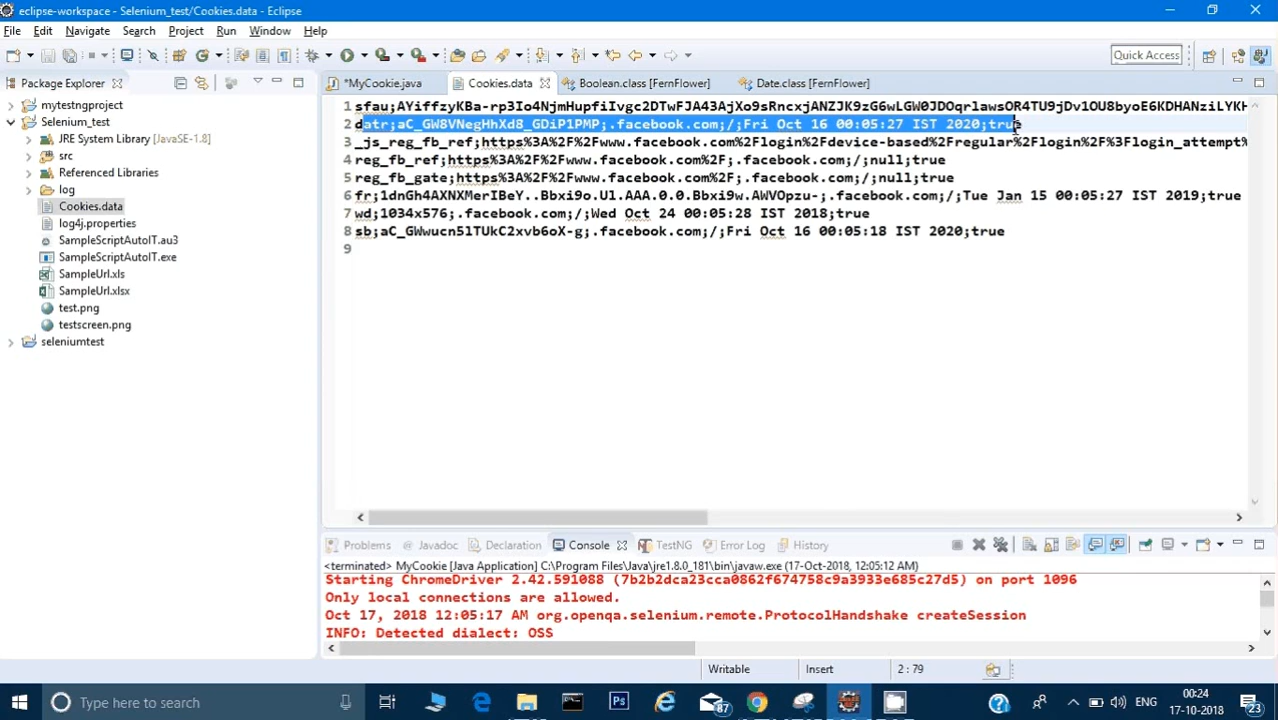 eclipse-workspace - Selenium_test/Cookies.data - Eclipse
File Edit Navigate Search Project Run Window Help
Quick Access
Package Explorer
*MyCookie.java Cookies.data Boolean.class [FernFlower] Date.class [FernFlower]
mytestngproject
Selenium_test
JRE System Library [JavaSE-1.8]
src
Referenced Libraries
log
Cookies.data
log4j.properties
SampleScriptAutoIT.au3
SampleScriptAutoIT.exe
SampleUrl.xls
SampleUrl.xlsx
test.png
testscreen.png
seleniumtest
1 sfau;AYiffzyKBa-rp3Io4NjmHupfiIvgc2DTwFJA43AjXo9sRncxjANZJK9zG6wLGW0JDOqrlawsOR4TU9jDv1OU8byoE6KDHANziLYKH
2 datr;aC_GW8VNegHhXd8_GDiP1PMP;.facebook.com;/;Fri Oct 16 00:05:27 IST 2020;true
3 _js_reg_fb_ref;https%3A%2F%2Fwww.facebook.com%2Flogin%2Fdevice-based%2Fregular%2Flogin%2F%3Flogin_attempt%
4 reg_fb_ref;https%3A%2F%2Fwww.facebook.com%2F;.facebook.com;/;null;true
5 reg_fb_gate;https%3A%2F%2Fwww.facebook.com%2F;.facebook.com;/;null;true
6 fr;1dnGh4AXNXMerIBeY..Bbxi9o.Ul.AAA.0.0.Bbxi9w.AWVOpzu-;.facebook.com;/;Tue Jan 15 00:05:27 IST 2019;true
7 wd;1034x576;.facebook.com;/;Wed Oct 24 00:05:28 IST 2018;true
8 sb;aC_GWwucn5lTUkC2xvb6oX-g;.facebook.com;/;Fri Oct 16 00:05:18 IST 2020;true
9
Problems Javadoc Declaration Console TestNG Error Log History
<terminated> MyCookie [Java Application] C:\Program Files\Java\jre1.8.0_181\bin\javaw.exe (17-Oct-2018, 12:05:12 AM)
Starting ChromeDriver 2.42.591088 (7b2b2dca23cca0862f674758c9a3933e685c27d5) on port 1096
Only local connections are allowed.
Oct 17, 2018 12:05:17 AM org.openqa.selenium.remote.ProtocolHandshake createSession
INFO: Detected dialect: OSS
Writable Insert 2 : 79
Type here to search
87
ENG
00:24
17-10-2018
23